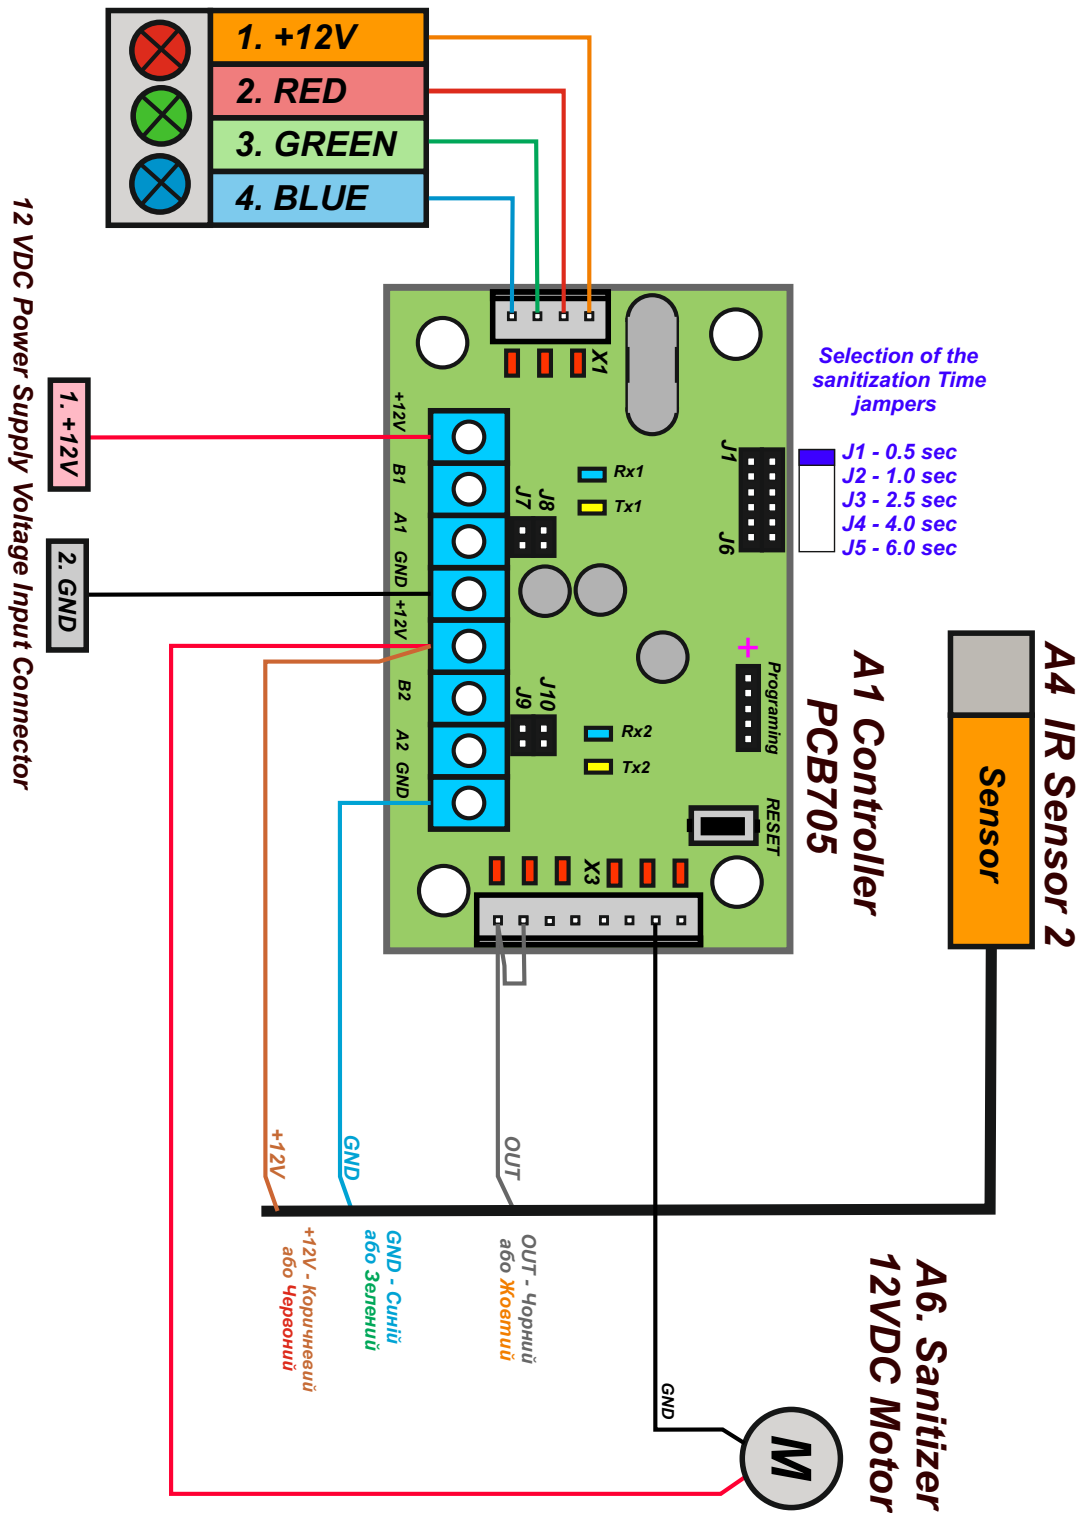 1. +12V
2. RED
3. GREEN
4. BLUE
12 VDC Power Supply Voltage Input Connector
1. +12V
2. GND
X1
+12V
B1
A1
GND
+12V
B2
A2
GND
Rx1
Tx1
J8
J7
J10
J9
Rx2
Tx2
J1
J6
Programing
+
RESET
X3
Selection of the
sanitization Time
jampers
J1 - 0.5 sec
J2 - 1.0 sec
J3 - 2.5 sec
J4 - 4.0 sec
J5 - 6.0 sec
A1 Controller
PCB705
A4 IR Sensor 2
Sensor
+12V
GND
OUT
+12V - Коричневий
або Червоний
GND - Синій
або Зелений
OUT - Чорний
або Жовтий
GND
A6. Sanitizer
12VDC Motor
M